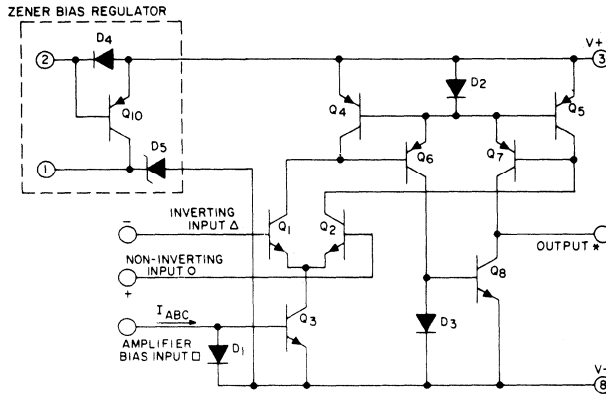 ZENER BIAS REGULATOR
D4
2
Q10
1
D5
V+
3
D2
Q4
Q5
Q6
Q7
−
INVERTING
INPUT △
Q1
Q2
NON-INVERTING
INPUT O
+
OUTPUT *
Q8
IABC
Q3
D3
AMPLIFIER
BIAS INPUT □
D1
V-
8